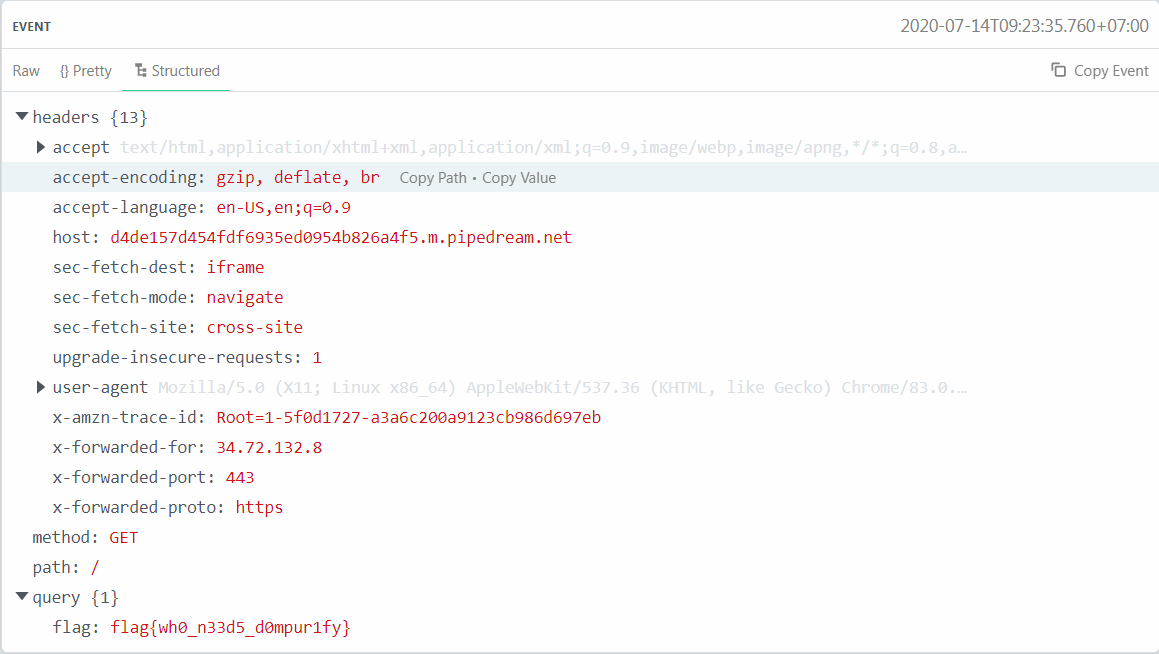 EVENT 2020-07-14T09:23:35.760+07:00
Raw {} Pretty Structured Copy Event
headers {13}
accept text/html,application/xhtml+xml,application/xml;q=0.9,image/webp,image/apng,*/*;q=0.8,a…
accept-encoding: gzip, deflate, br Copy Path • Copy Value
accept-language: en-US,en;q=0.9
host: d4de157d454fdf6935ed0954b826a4f5.m.pipedream.net
sec-fetch-dest: iframe
sec-fetch-mode: navigate
sec-fetch-site: cross-site
upgrade-insecure-requests: 1
user-agent Mozilla/5.0 (X11; Linux x86_64) AppleWebKit/537.36 (KHTML, like Gecko) Chrome/83.0.…
x-amzn-trace-id: Root=1-5f0d1727-a3a6c200a9123cb986d697eb
x-forwarded-for: 34.72.132.8
x-forwarded-port: 443
x-forwarded-proto: https
method: GET
path: /
query {1}
flag: flag{wh0_n33d5_d0mpur1fy}